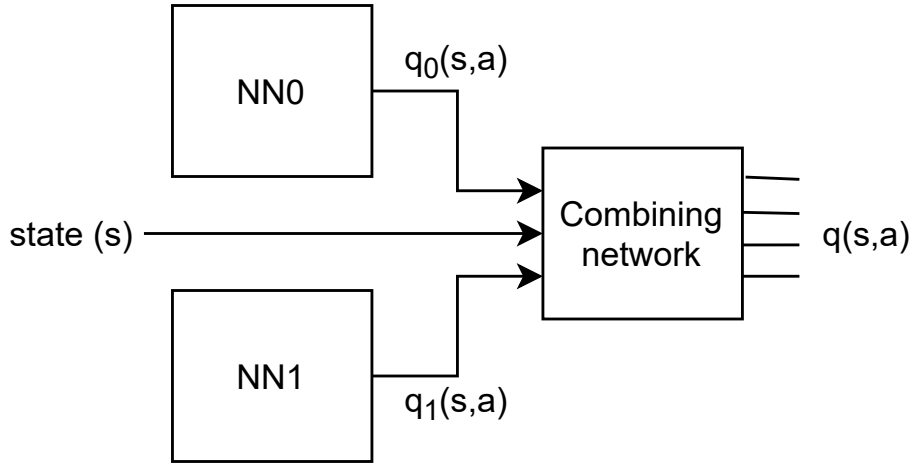 NN0
q₀(s,a)
state (s)
Combining
network
q(s,a)
NN1
q₁(s,a)